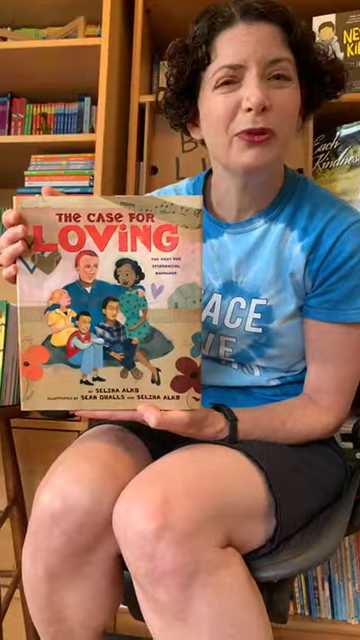 THE CASE FOR
LOVING
THE FIGHT FOR
INTERRACIAL
MARRIAGE
BY SELINA ALKO
ILLUSTRATED BY SEAN QUALLS AND SELINA ALKO
ACE
Each
Kindness